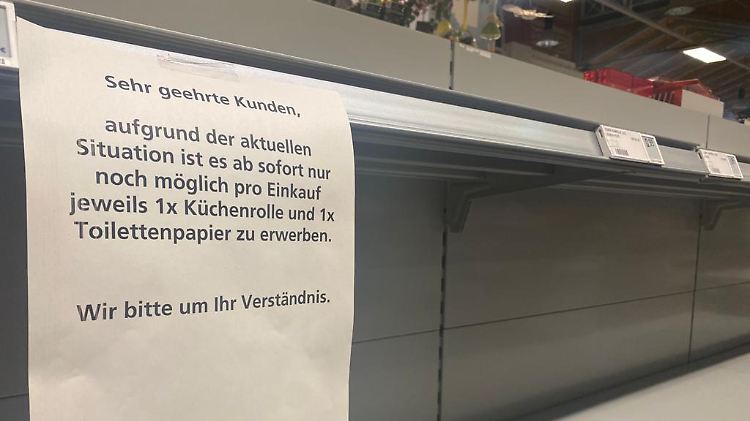 Sehr geehrte Kunden,
aufgrund der aktuellen
Situation ist es ab sofort nur
noch möglich pro Einkauf
jeweils 1x Küchenrolle und 1x
Toilettenpapier zu erwerben.
Wir bitte um Ihr Verständnis.